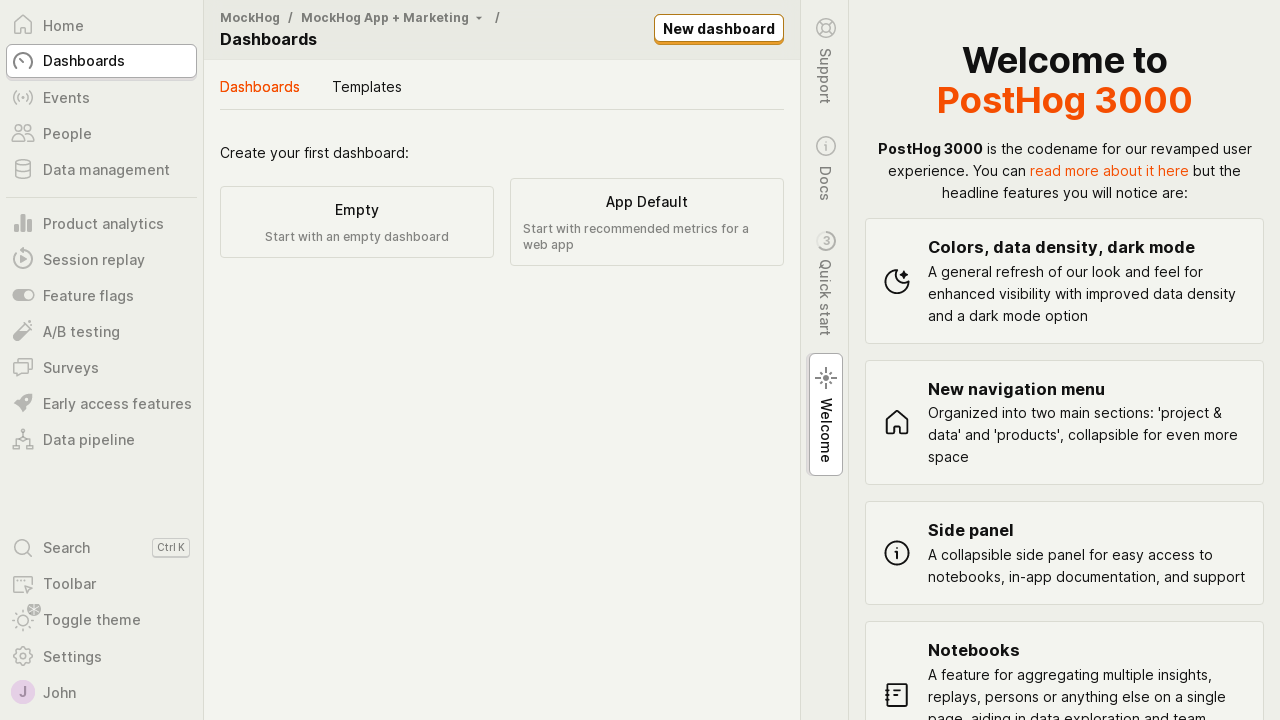 Home
Dashboards
Events
People
Data management
Product analytics
Session replay
Feature flags
A/B testing
Surveys
Early access features
Data pipeline
Search Ctrl K
Toolbar
Toggle theme
Settings
J John
MockHog / MockHog App + Marketing /
Dashboards
New dashboard
Dashboards Templates
Create your first dashboard:
Empty
Start with an empty dashboard
App Default
Start with recommended metrics for a
web app
Support
Docs
3 Quick start
Welcome
Welcome to
PostHog 3000
PostHog 3000 is the codename for our revamped user
experience. You can read more about it here but the
headline features you will notice are:
Colors, data density, dark mode
A general refresh of our look and feel for
enhanced visibility with improved data density
and a dark mode option
New navigation menu
Organized into two main sections: 'project &
data' and 'products', collapsible for even more
space
Side panel
A collapsible side panel for easy access to
notebooks, in-app documentation, and support
Notebooks
A feature for aggregating multiple insights,
replays, persons or anything else on a single
page, aiding in data exploration and team